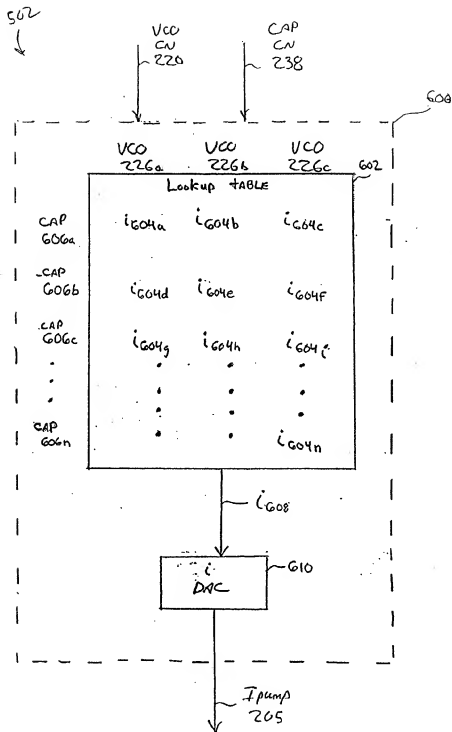 502
VCO CAP
CN CN
220 238
600
VCO VCO VCO
226a 226b 226c 602
Lookup TABLE
CAP
606a
i604a i604b i604c
CAP
606b
i604d i604e i604f
CAP
606c
i604g i604h i604i
CAP
606n
i604n
i608
i
DAC
610
Ipump
205